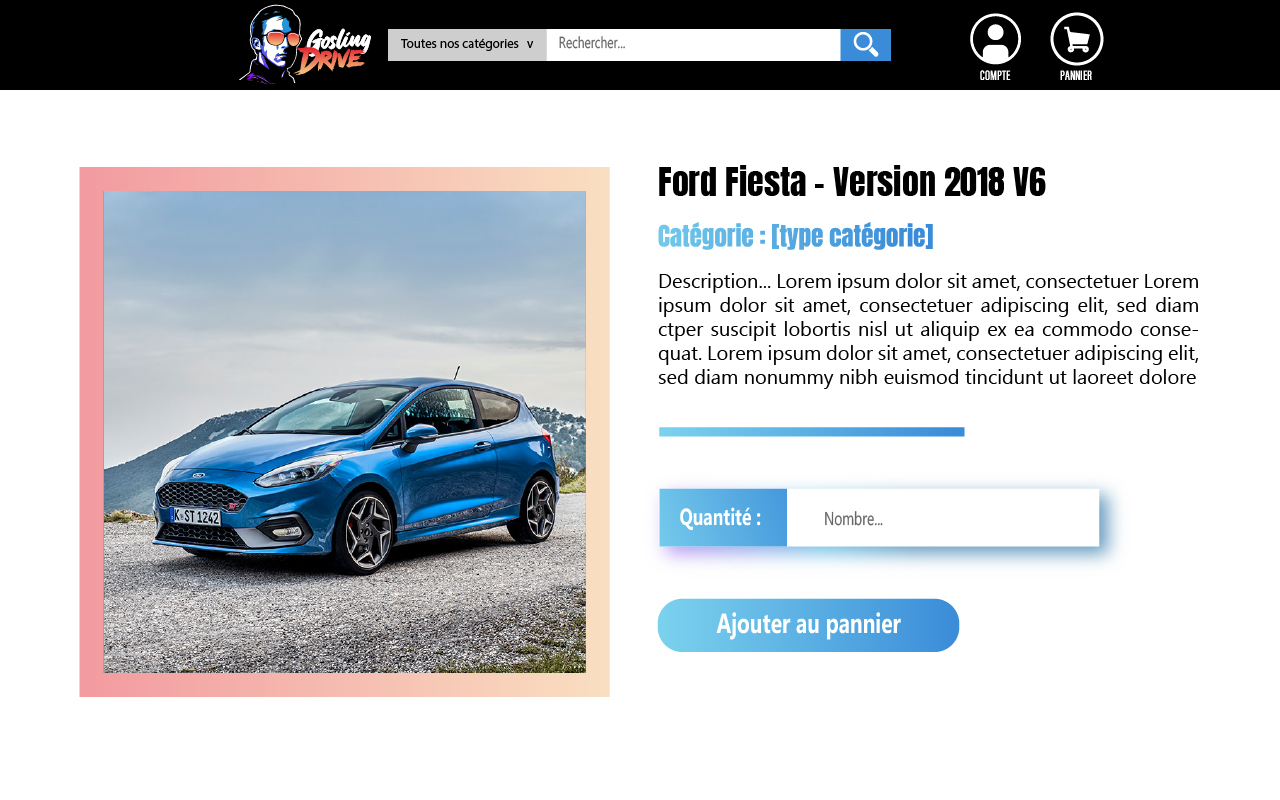 Gosling
DRIVE
Toutes nos catégories v
Rechercher...
COMPTE
PANNIER
Ford Fiesta - Version 2018 V6
Catégorie : [type catégorie]
Description... Lorem ipsum dolor sit amet, consectetuer Lorem
ipsum dolor sit amet, consectetuer adipiscing elit, sed diam
ctper suscipit lobortis nisl ut aliquip ex ea commodo conse-
quat. Lorem ipsum dolor sit amet, consectetuer adipiscing elit,
sed diam nonummy nibh euismod tincidunt ut laoreet dolore
K ST 1242
Quantité :
Nombre...
Ajouter au pannier